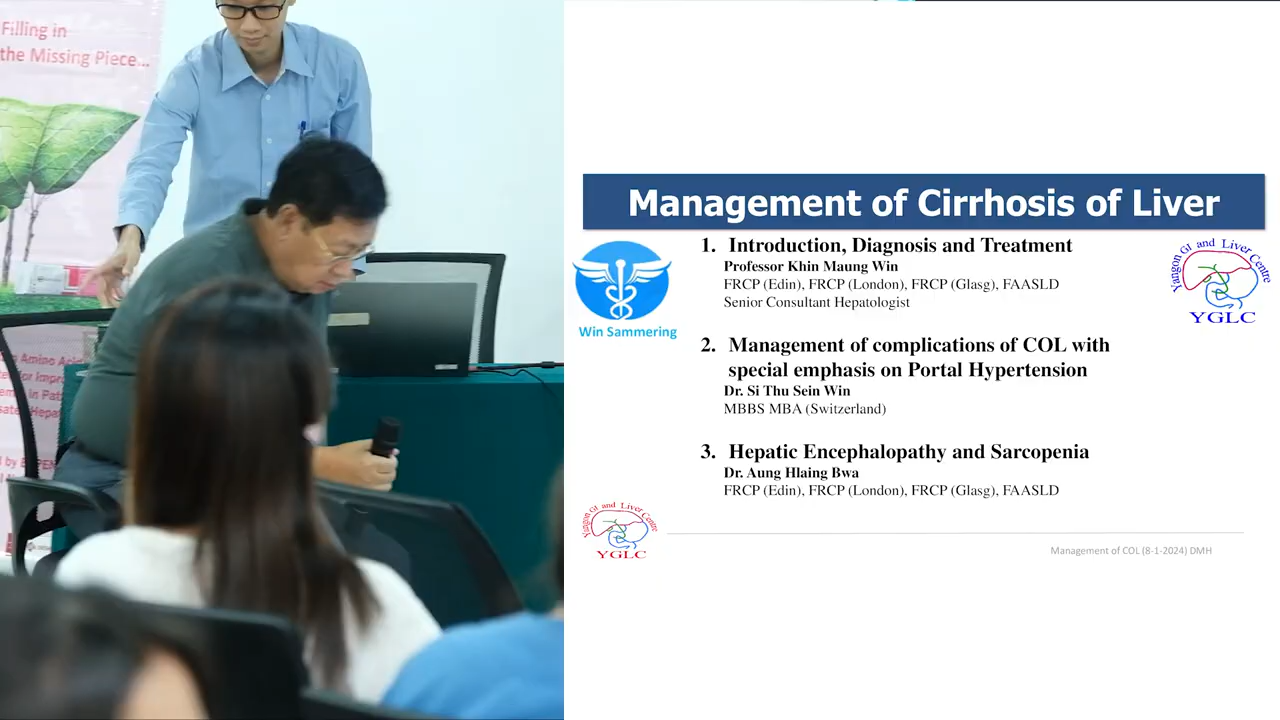 Filling in
the Missing Piece...
Management of Cirrhosis of Liver
1. Introduction, Diagnosis and Treatment
Professor Khin Maung Win
FRCP (Edin), FRCP (London), FRCP (Glasg), FAASLD
Senior Consultant Hepatologist
Win Sammering
Yangon GI and Liver Centre
YGLC
2. Management of complications of COL with
special emphasis on Portal Hypertension
Dr. Si Thu Sein Win
MBBS MBA (Switzerland)
3. Hepatic Encephalopathy and Sarcopenia
Dr. Aung Hlaing Bwa
FRCP (Edin), FRCP (London), FRCP (Glasg), FAASLD
Yangon GI and Liver Centre
YGLC
Management of COL (8-1-2024) DMH
Amino